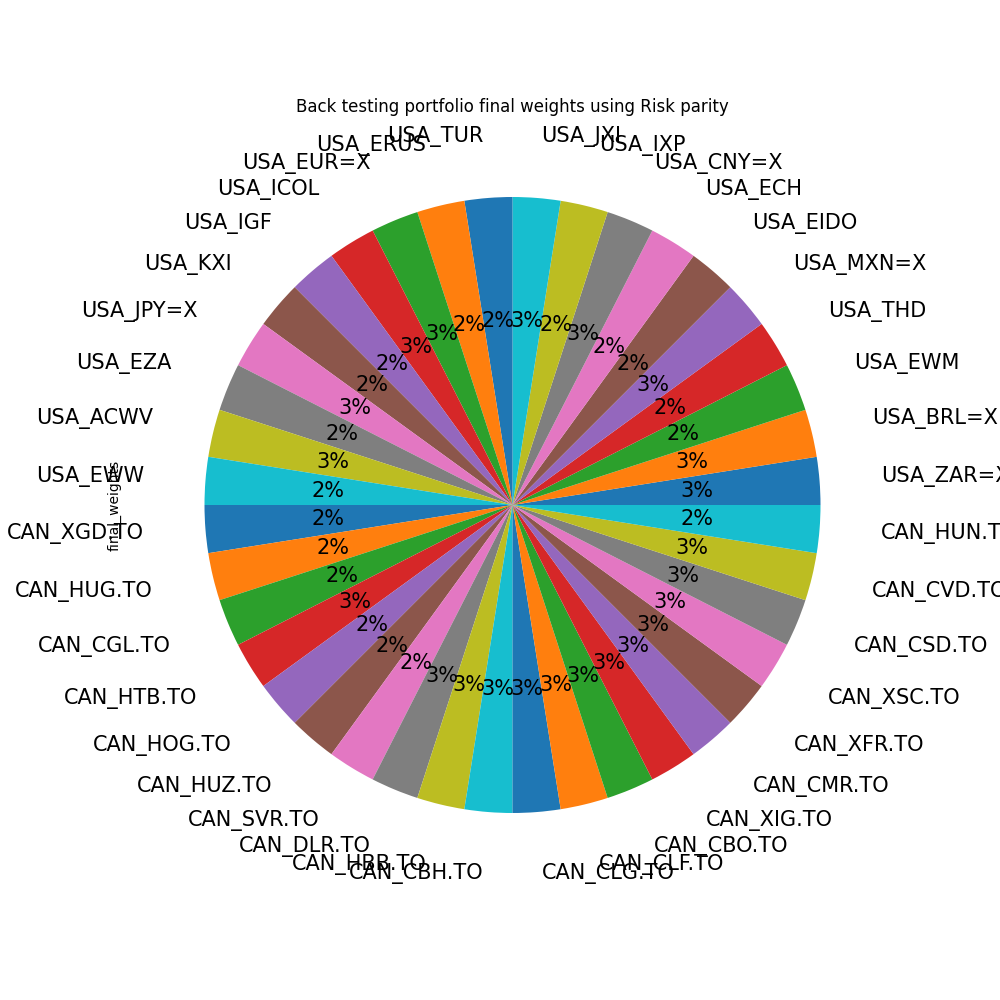 Back testing portfolio final weights using Risk parity
USA_TUR
USA_JXI
USA_ERUS
USA_IXP
USA_EUR=X
USA_CNY=X
USA_ICOL
USA_ECH
USA_IGF
USA_EIDO
USA_KXI
USA_MXN=X
USA_JPY=X
USA_THD
2%
3%
2%
2%
3%
3%
3%
2%
USA_EZA
USA_EWM
2%
2%
2%
3%
3%
2%
USA_ACWV
USA_BRL=X
2%
2%
3%
3%
USA_EWW
USA_ZAR=X
2%
3%
final_weights
2%
2%
CAN_XGD.TO
CAN_HUN.T
2%
3%
2%
3%
CAN_HUG.TO
CAN_CVD.TO
3%
3%
2%
3%
CAN_CGL.TO
CAN_CSD.TO
2%
3%
2%
3%
3%
3%
3%
3%
3%
3%
CAN_HTB.TO
CAN_XSC.TO
CAN_HOG.TO
CAN_XFR.TO
CAN_HUZ.TO
CAN_CMR.TO
CAN_SVR.TO
CAN_XIG.TO
CAN_DLR.TO
CAN_CBO.TO
CAN_HBB.TO
CAN_CLF.TO
CAN_CBH.TO
CAN_CLG.TO